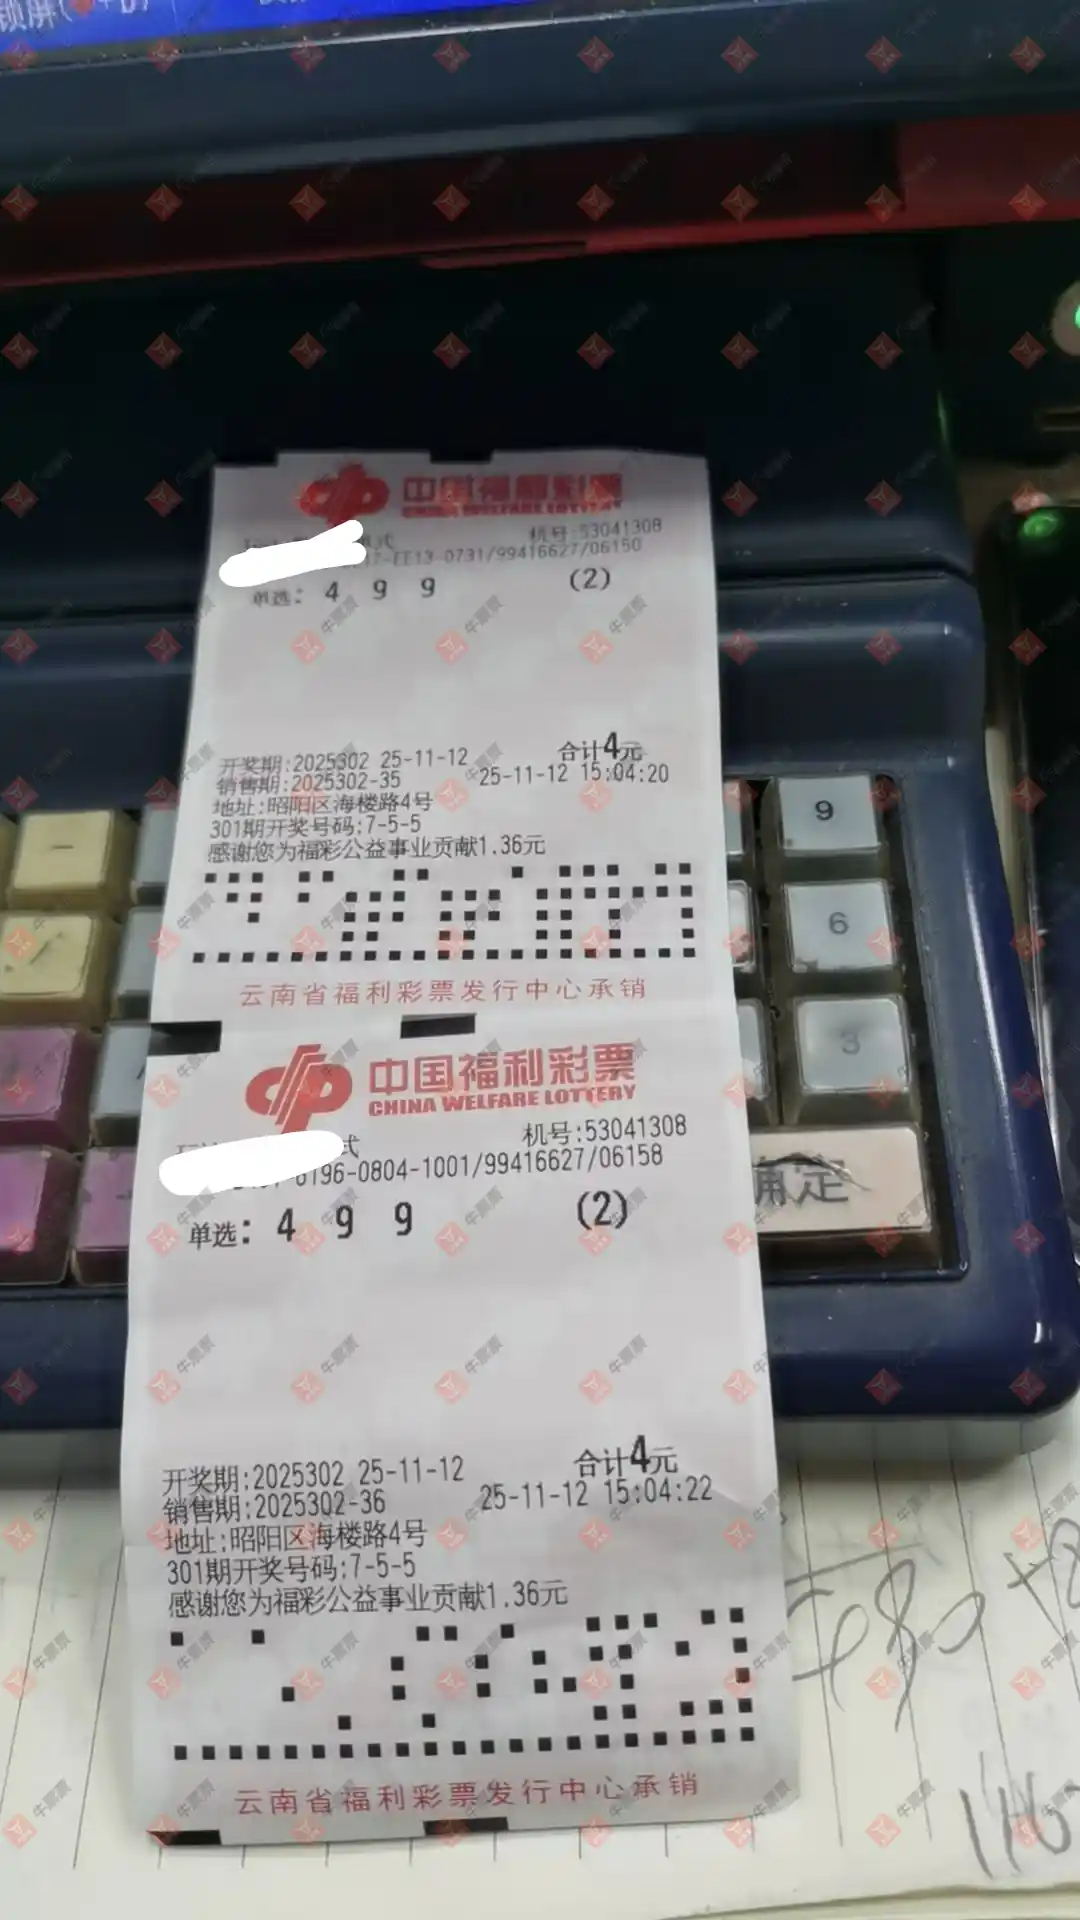 锁屏(
中国福利彩票
CHINA WELFARE LOTTERY
机号:53041308
-EE13-0731/99416627/06150
单选: 4 9 9 (2)
合计4元
开奖期:2025302 25-11-12
销售期:2025302-35 25-11-12 15:04:20
地址:昭阳区海楼路4号
301期开奖号码:7-5-5
感谢您为福彩公益事业贡献1.36元
云南省福利彩票发行中心承销
中国福利彩票
CHINA WELFARE LOTTERY
式 机号:53041308
-0196-0804-1001/99416627/06158
单选: 4 9 9 (2)
合计4元
开奖期:2025302 25-11-12
销售期:2025302-36 25-11-12 15:04:22
地址:昭阳区海楼路4号
301期开奖号码:7-5-5
感谢您为福彩公益事业贡献1.36元
云南省福利彩票发行中心承销
9
6
3
确定
牛票票